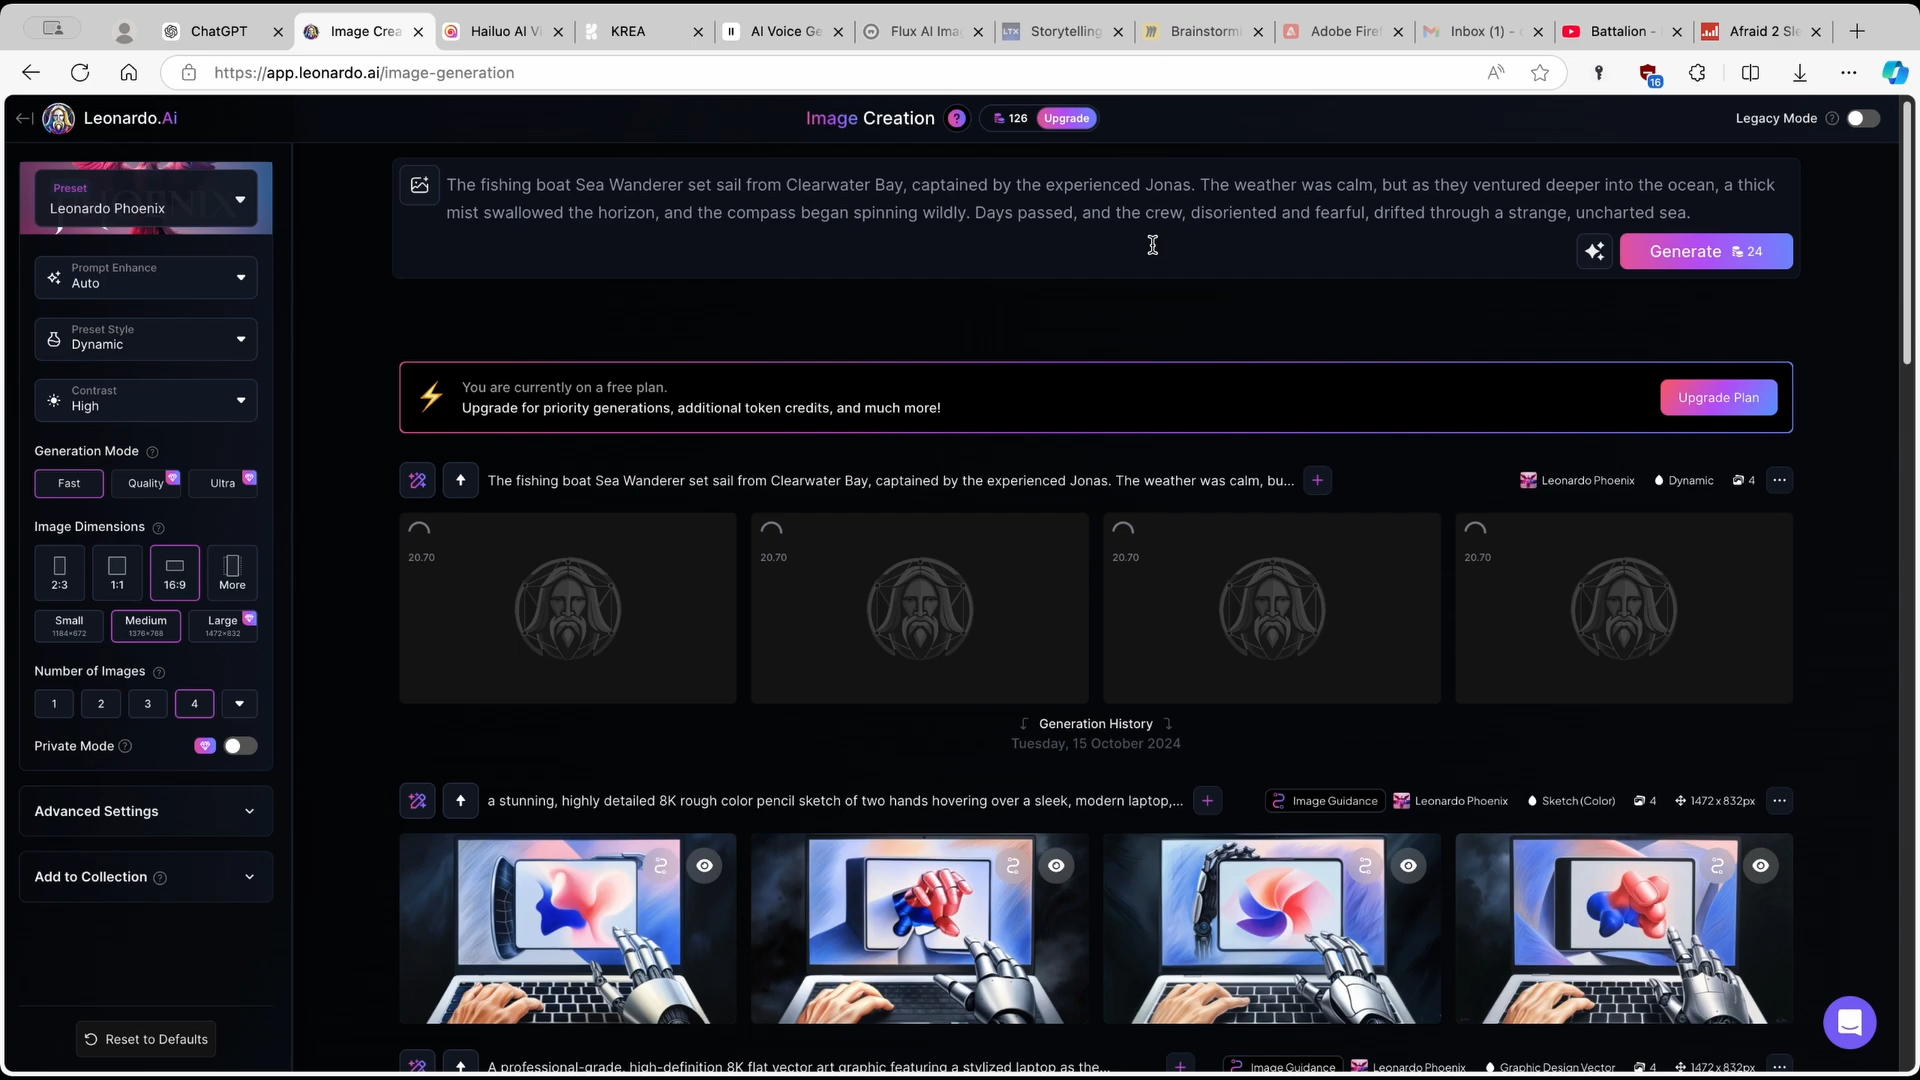 ChatGPT
Image Crea
Hailuo AI V
KREA
AI Voice Ge
Flux AI Ima
LTX
Storytelling
Brainstormi
Adobe Firef
Inbox (1) -
Battalion -
Afraid 2 Sle
https://app.leonardo.ai/image-generation
16
Leonardo.Ai
Image Creation
?
126
Upgrade
Legacy Mode
Preset
Leonardo Phoenix
The fishing boat Sea Wanderer set sail from Clearwater Bay, captained by the experienced Jonas. The weather was calm, but as they ventured deeper into the ocean, a thick
mist swallowed the horizon, and the compass began spinning wildly. Days passed, and the crew, disoriented and fearful, drifted through a strange, uncharted sea.
Generate 24
Prompt Enhance
Auto
Preset Style
Dynamic
Contrast
High
Generation Mode
Fast
Quality
Ultra
Image Dimensions
2:3
1:1
16:9
More
Small
1184×672
Medium
1376×768
Large
1472×832
Number of Images
1
2
3
4
Private Mode
Advanced Settings
Add to Collection
Reset to Defaults
You are currently on a free plan.
Upgrade for priority generations, additional token credits, and much more!
Upgrade Plan
The fishing boat Sea Wanderer set sail from Clearwater Bay, captained by the experienced Jonas. The weather was calm, bu...
Leonardo Phoenix
Dynamic
4
20.70
20.70
20.70
20.70
Generation History
Tuesday, 15 October 2024
a stunning, highly detailed 8K rough color pencil sketch of two hands hovering over a sleek, modern laptop,...
Image Guidance
Leonardo Phoenix
Sketch (Color)
4
1472 x 832px
A professional-grade, high-definition 8K flat vector art graphic featuring a stylized laptop as the...
Image Guidance
Leonardo Phoenix
Graphic Design Vector
4
1472 x 832px